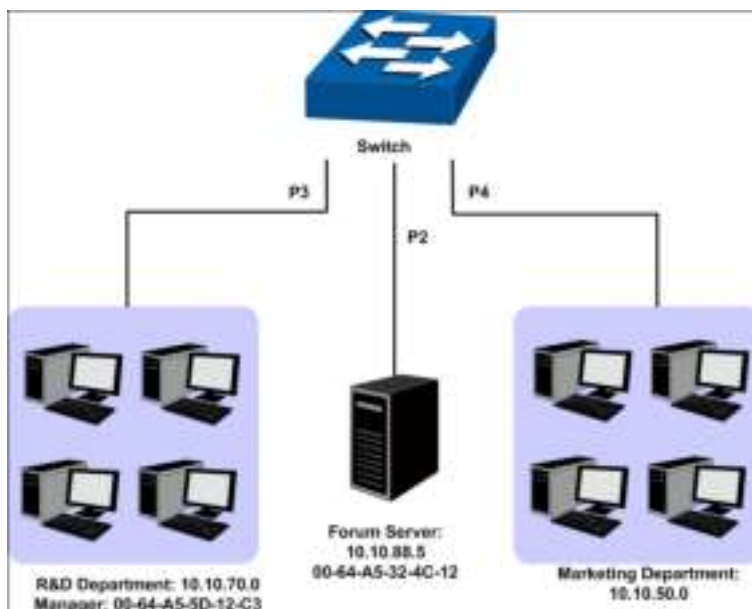 Switch
P3
P4
P2
Forum Server:
10.10.88.5
00-64-A5-32-4C-12
R&D Department: 10.10.70.0
Manager: 00-64-A5-5D-12-C3
Marketing Department:
10.10.50.0